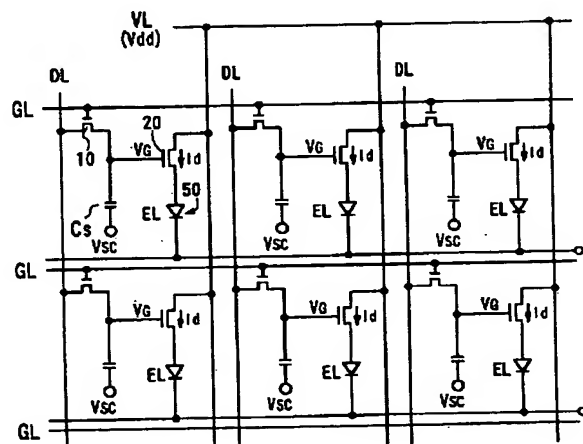 VL
(Vdd)
DL DL DL
GL
10 20 VG Id VG Id VG Id
Cs EL 50 EL EL
VSC VSC VSC
GL
VG Id VG Id VG Id
EL EL EL
VSC VSC VSC
GL